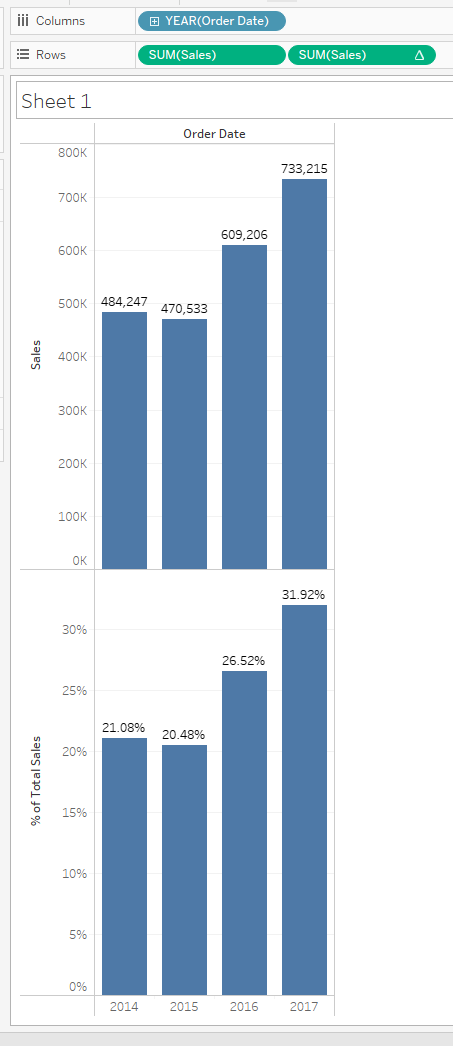 Columns
YEAR(Order Date)
Rows
SUM(Sales)
SUM(Sales) Δ
Sheet 1
Order Date
800K
700K
600K
500K
400K
300K
200K
100K
0K
Sales
484,247
470,533
609,206
733,215
30%
25%
20%
15%
10%
5%
0%
% of Total Sales
21.08%
20.48%
26.52%
31.92%
2014
2015
2016
2017